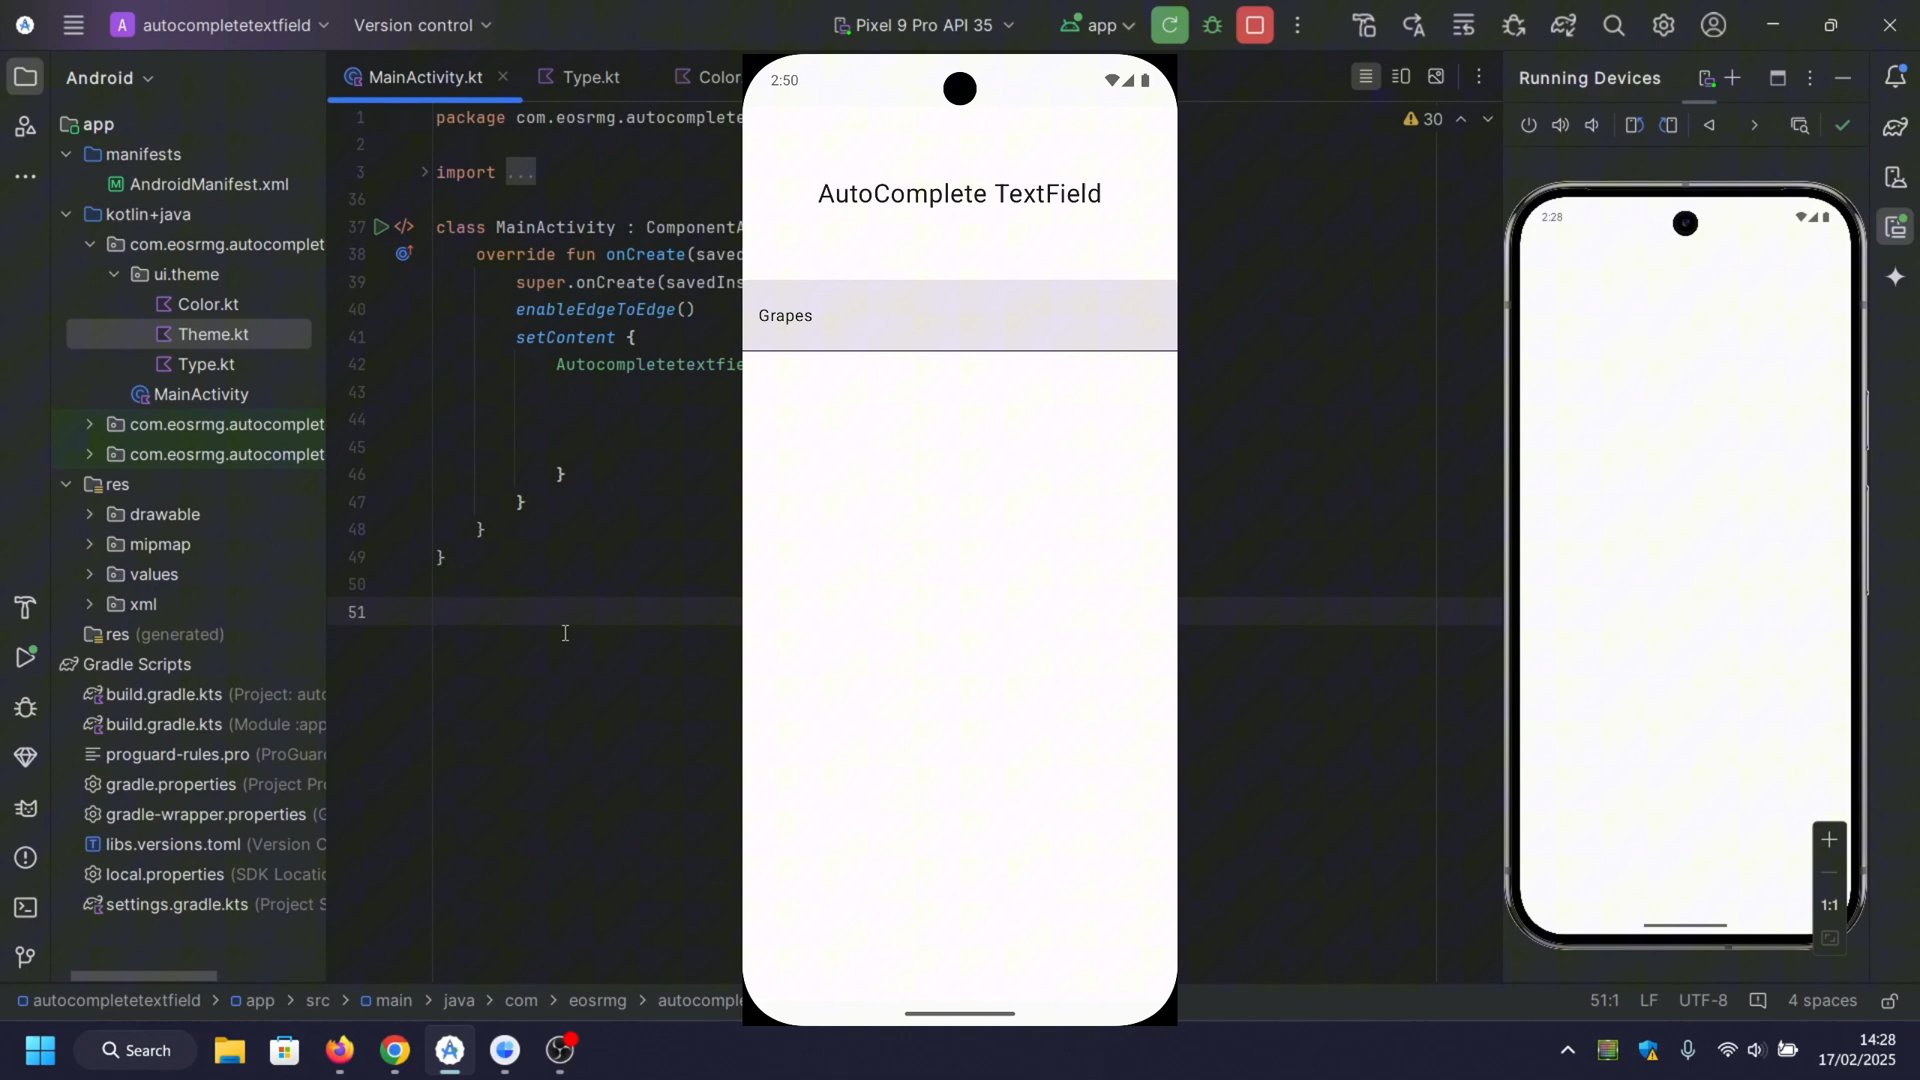 A autocompletetextfield
Version control
Pixel 9 Pro API 35
app
Android
app
manifests
AndroidManifest.xml
kotlin+java
com.eosrmg.autocomplet
ui.theme
Color.kt
Theme.kt
Type.kt
MainActivity
com.eosrmg.autocomplet
com.eosrmg.autocomplet
res
drawable
mipmap
values
xml
res (generated)
Gradle Scripts
build.gradle.kts (Project: auto
build.gradle.kts (Module :app
proguard-rules.pro (ProGuar
gradle.properties (Project Pr
gradle-wrapper.properties (G
libs.versions.toml (Version C
local.properties (SDK Locatio
settings.gradle.kts (Project S
MainActivity.kt
Type.kt
Color
1 package com.eosrmg.autocomplete
2
3 import ...
36
37 class MainActivity : ComponentA
38 override fun onCreate(saved
39 super.onCreate(savedIns
40 enableEdgeToEdge()
41 setContent {
42 Autocompletetextfie
43
44
45
46 }
47 }
48 }
49 }
50
51
30
2:50
AutoComplete TextField
Grapes
Running Devices
2:28
1:1
autocompletetextfield > app > src > main > java > com > eosrmg > autocomple
51:1 LF UTF-8 4 spaces
Search
14:28
17/02/2025